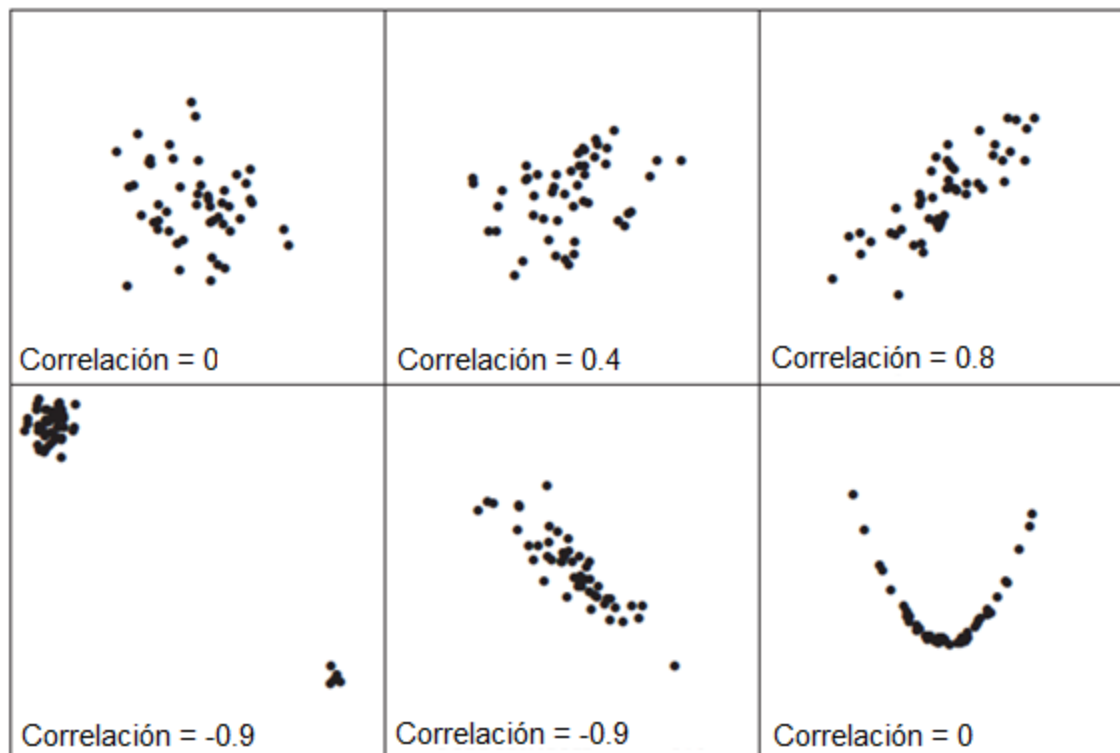 Correlación = 0
Correlación = 0.4
Correlación = 0.8
Correlación = -0.9
Correlación = -0.9
Correlación = 0